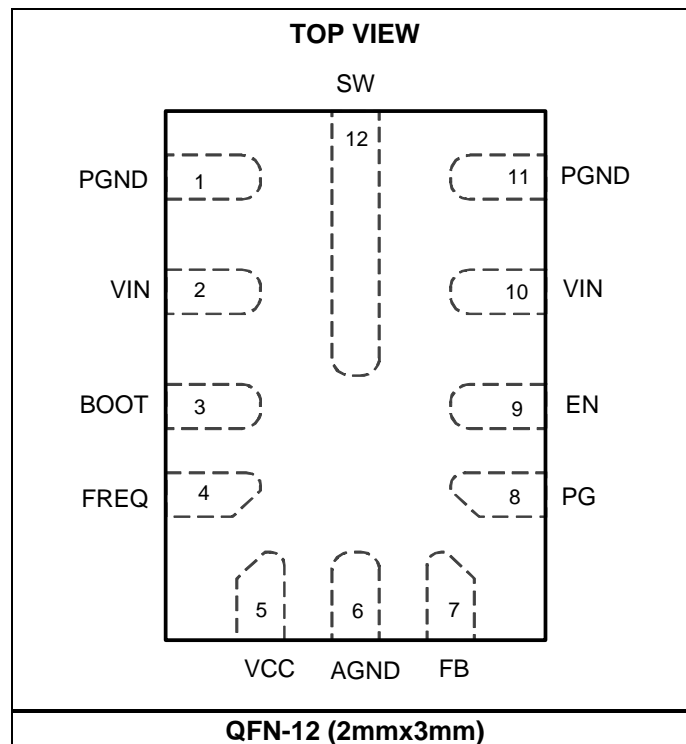 TOP VIEW
SW
12
PGND 1 11 PGND
VIN 2 10 VIN
BOOT 3 9 EN
FREQ 4 8 PG
5 6 7
VCC AGND FB
QFN-12 (2mmx3mm)